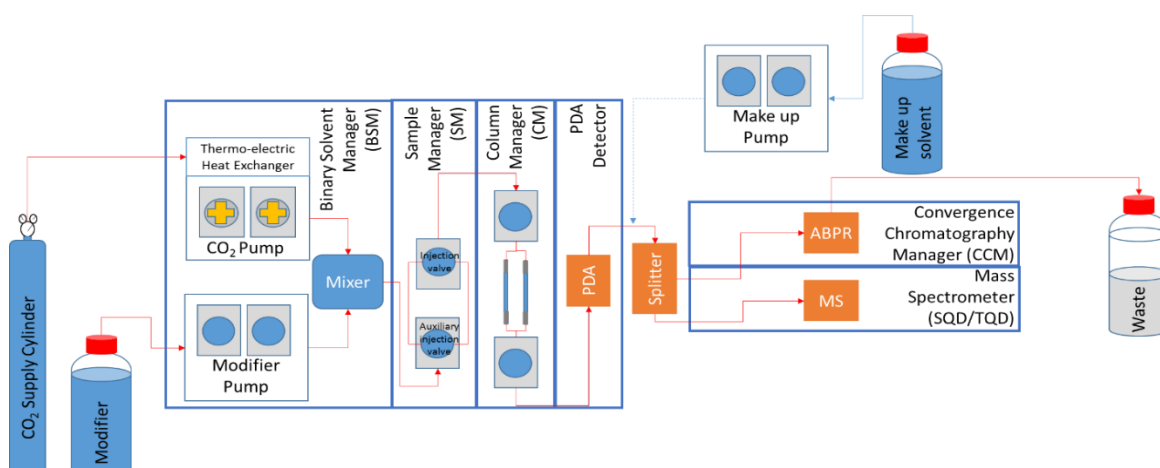 CO2 Supply Cylinder
Modifier
Thermo-electric
Heat Exchanger
CO2 Pump
Modifier
Pump
Mixer
Binary Solvent
Manager
(BSM)
Sample
Manager
(SM)
Injection
valve
Auxiliary
injection
valve
Column
Manager
(CM)
PDA
Detector
PDA
Make up
Pump
Make up
solvent
Splitter
ABPR
Convergence
Chromatography
Manager (CCM)
MS
Mass
Spectrometer
(SQD/TQD)
Waste